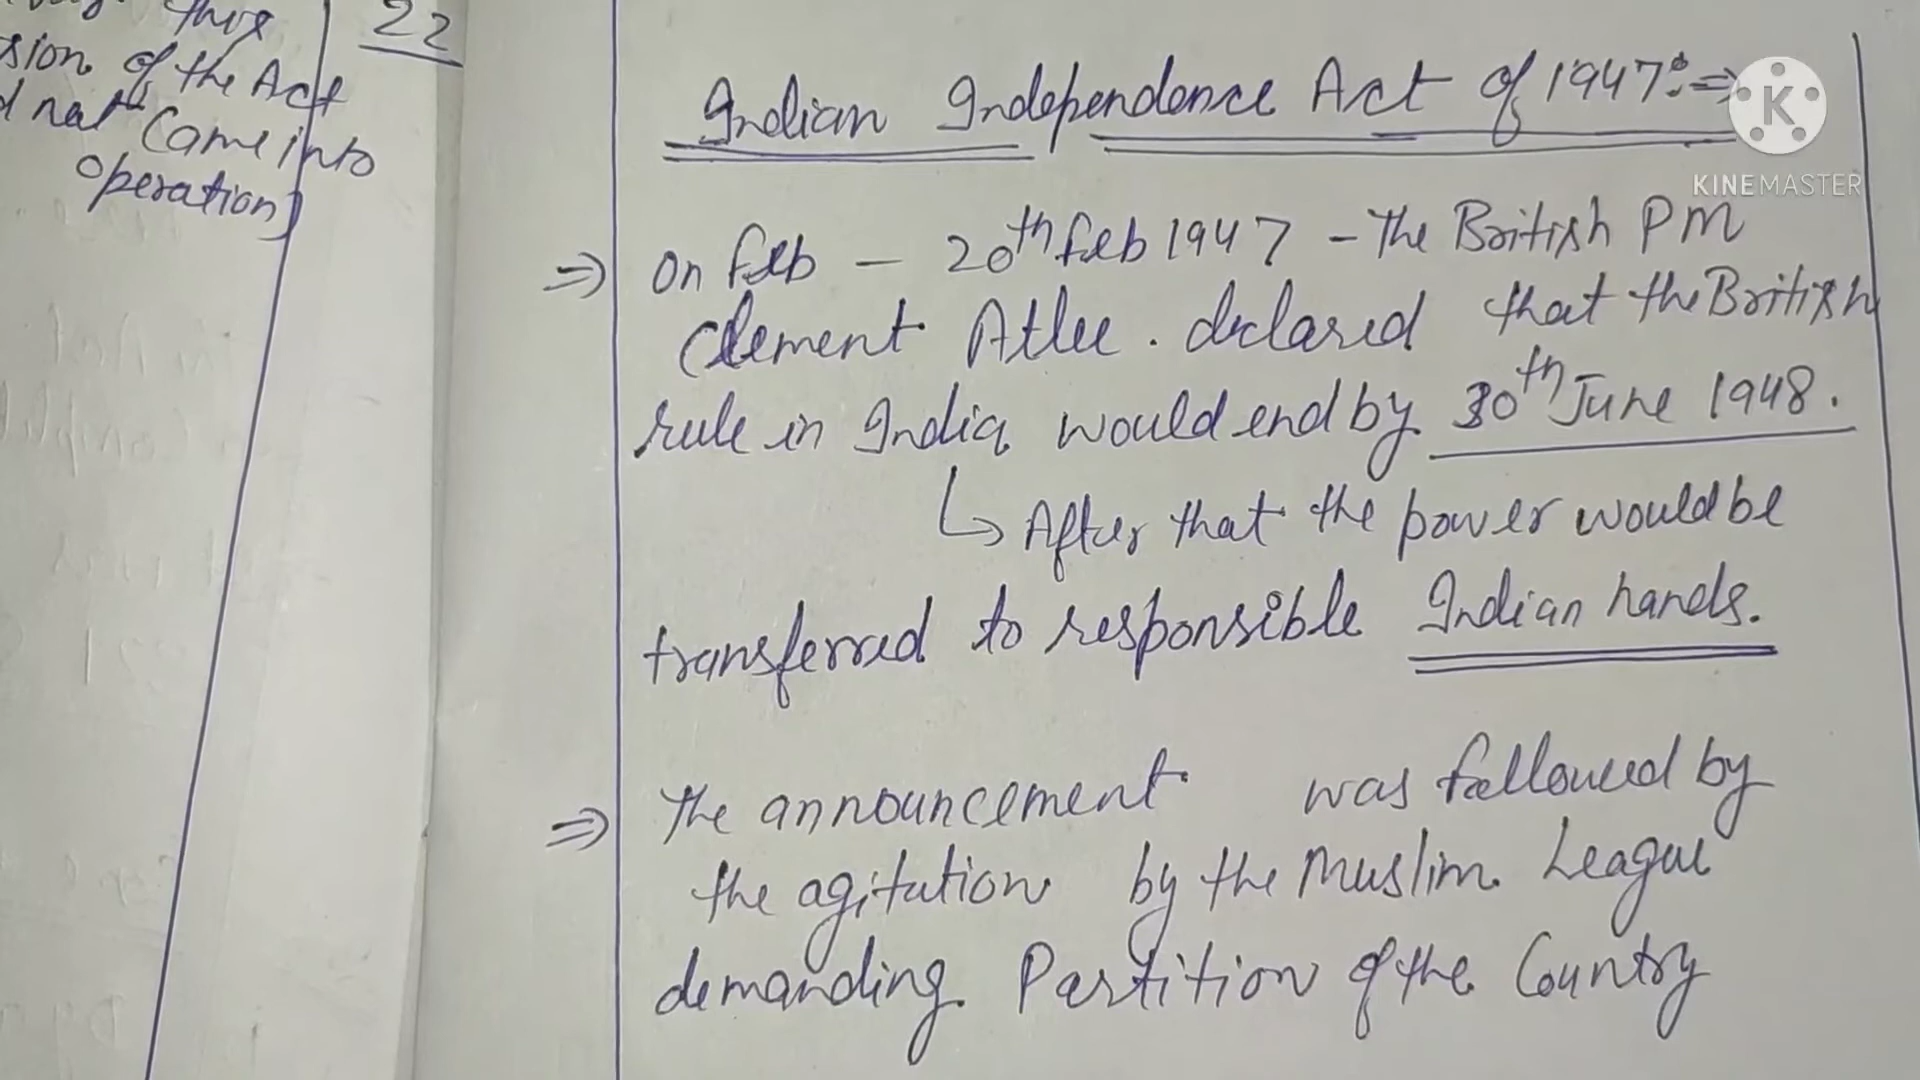 this
sion of the Act
d not came into
operation)
22
Indian Independence Act of 1947:⇒
⇒ on Feb – 20th Feb 1947 – The British PM
Clement Atlee. declared that the British
rule in India would end by 30th June 1948.
↳ After that the power would be
transferred to responsible Indian hands.
⇒ The announcement was followed by
the agitation by the Muslim League
demanding Partition of the Country
K
KINEMASTER